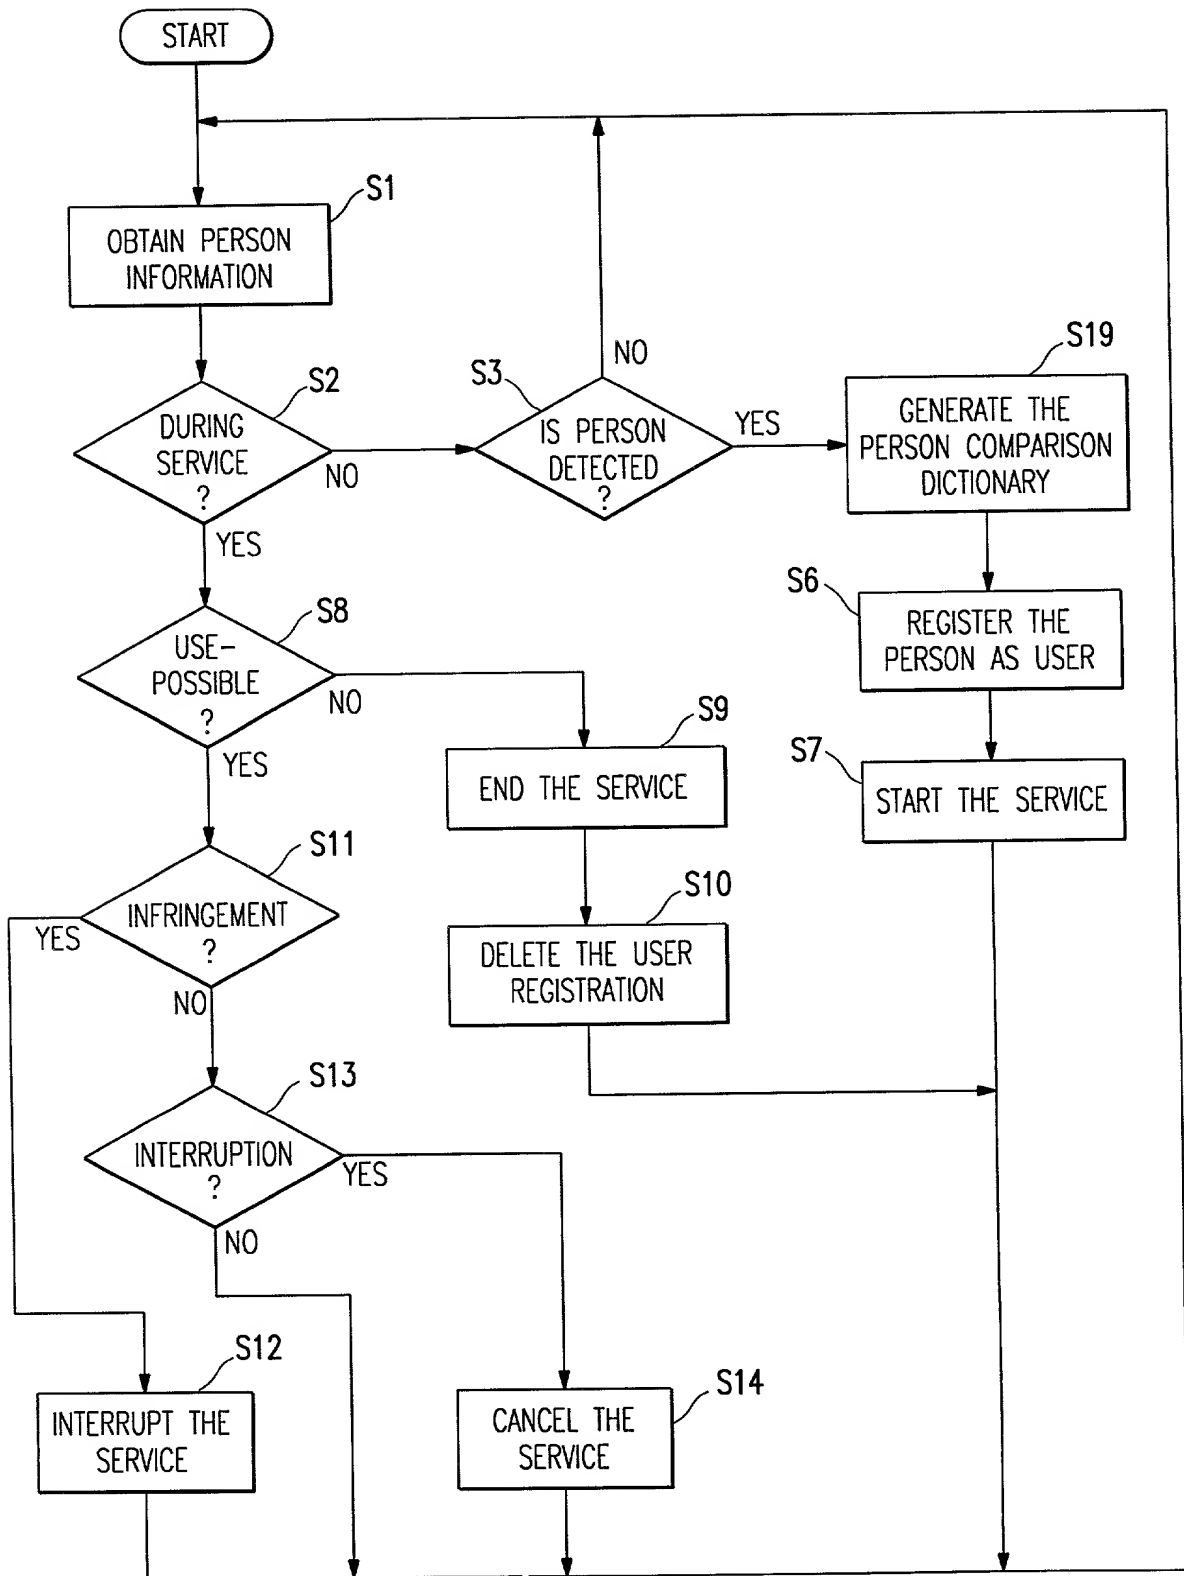 START
S1
OBTAIN PERSON
INFORMATION
S2
DURING
SERVICE
?
NO
YES
S3
NO
IS PERSON
DETECTED
?
YES
S19
GENERATE THE
PERSON COMPARISON
DICTIONARY
S6
REGISTER THE
PERSON AS USER
S7
START THE SERVICE
S8
USE-
POSSIBLE
?
NO
YES
S9
END THE SERVICE
S10
DELETE THE USER
REGISTRATION
S11
INFRINGEMENT
?
YES
NO
S13
INTERRUPTION
?
YES
NO
S12
INTERRUPT THE
SERVICE
S14
CANCEL THE
SERVICE